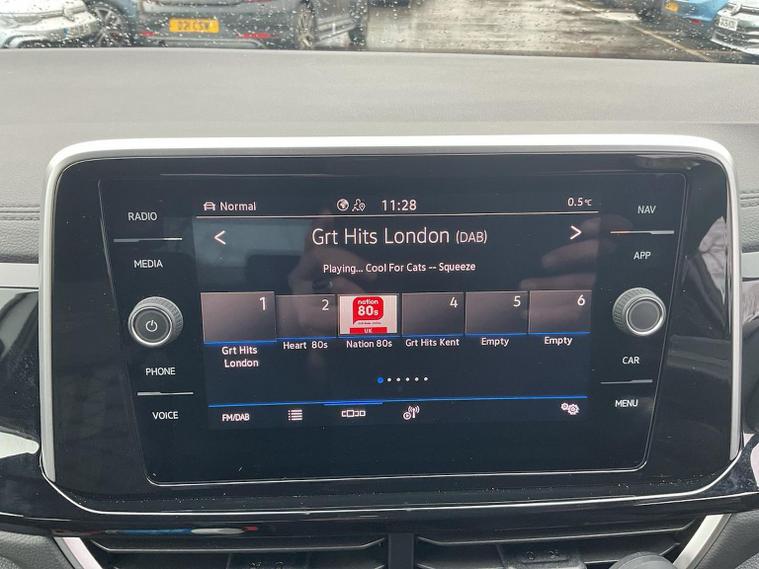 D21 CSW
RADIO
MEDIA
PHONE
VOICE
Normal
11:28
0.5°C
< Grt Hits London (DAB) >
Playing... Cool For Cats -- Squeeze
1
2
nation
80s
UK
4
5
6
Grt Hits London
Heart 80s
Nation 80s
Grt Hits Kent
Empty
Empty
FM/DAB
NAV
APP
CAR
MENU